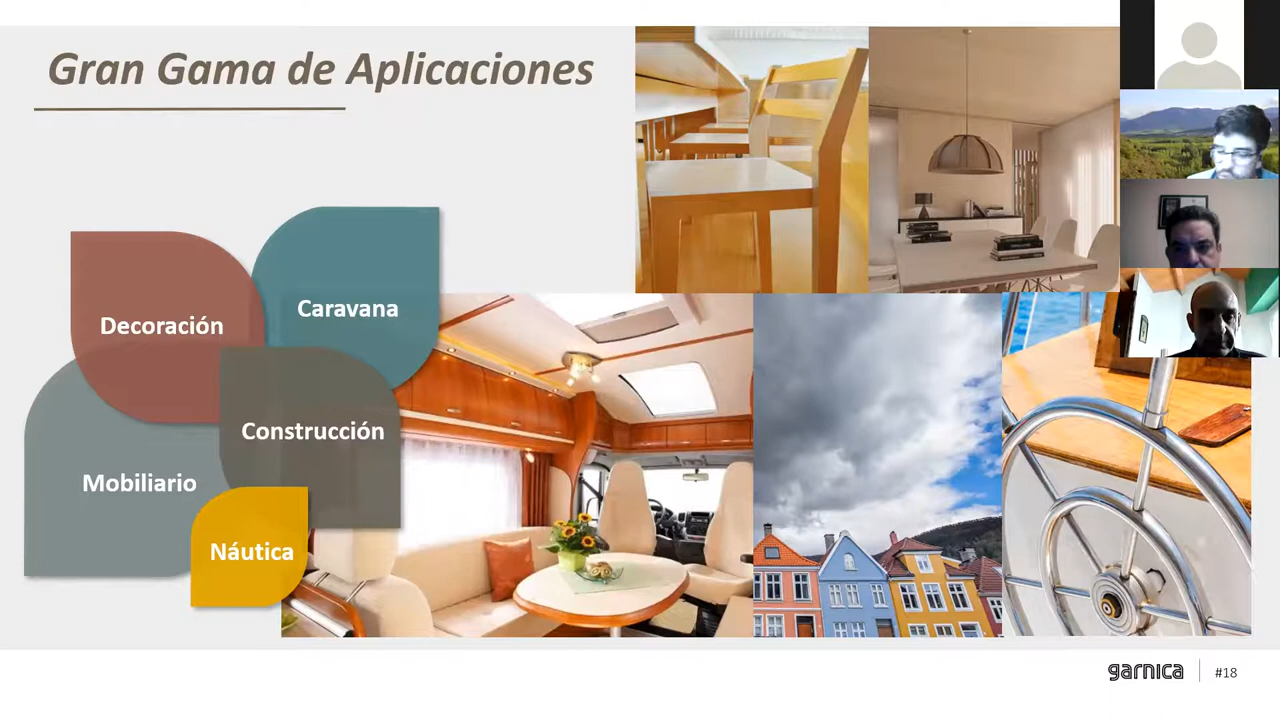 Gran Gama de Aplicaciones
Caravana
Decoración
Construcción
Mobiliario
Náutica
garnica
#18